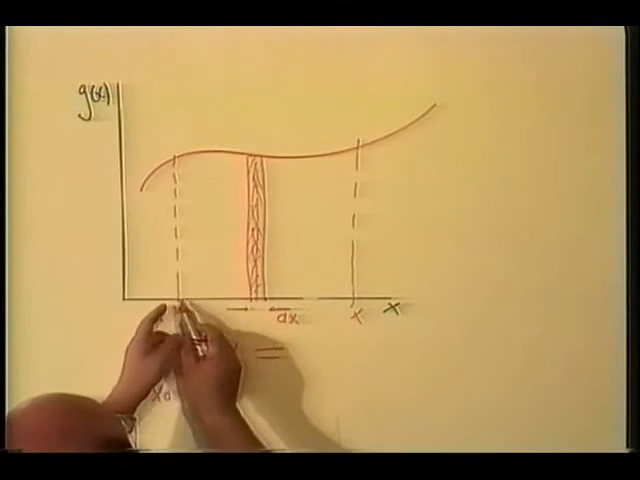 g(x)
dx
x
x
=
x₀